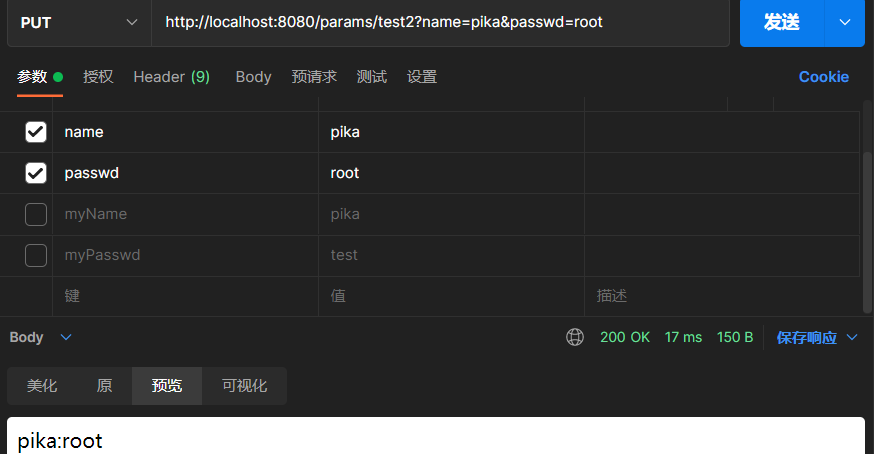 PUT http://localhost:8080/params/test2?name=pika&passwd=root 发送
参数 授权 Header (9) Body 预请求 测试 设置 Cookie
name pika
passwd root
myName pika
myPasswd test
键 值 描述
Body 200 OK 17 ms 150 B 保存响应
美化 原 预览 可视化
pika:root